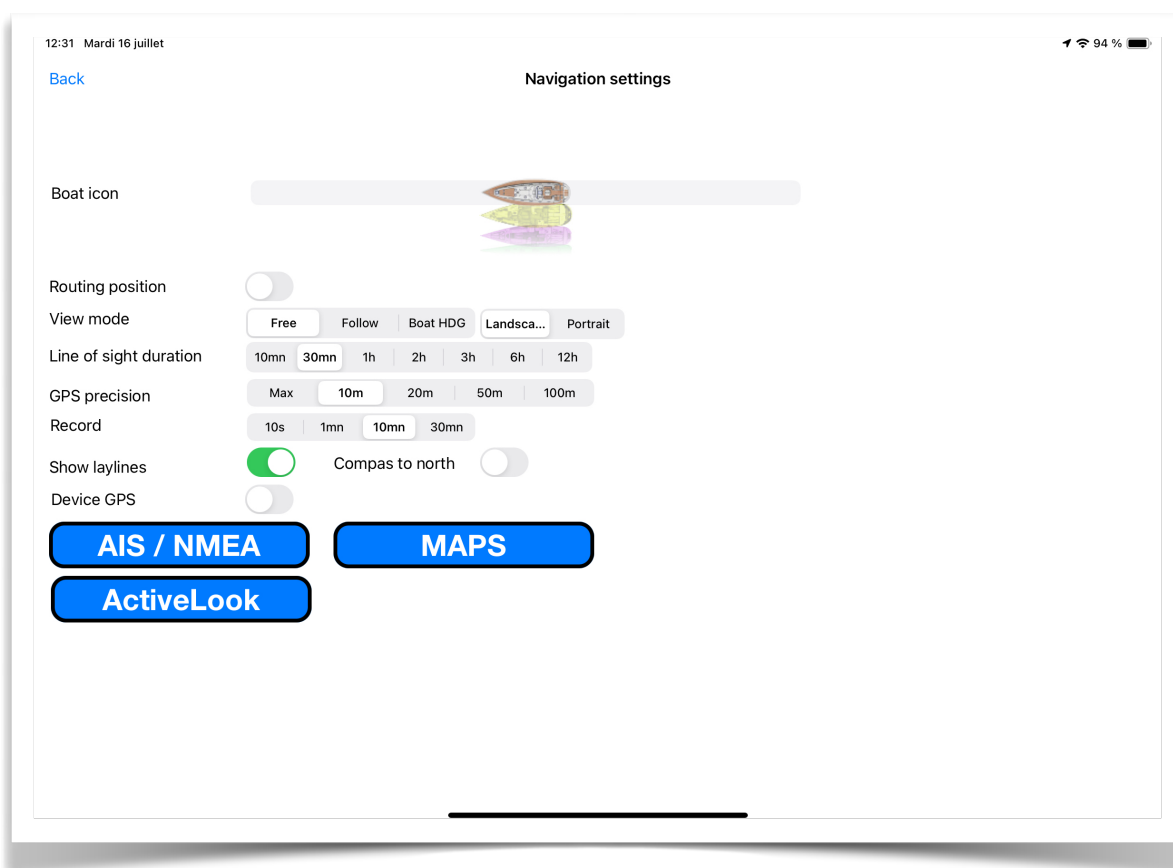 12:31 Mardi 16 juillet 94 %
Back Navigation settings
Boat icon
Routing position
View mode Free Follow Boat HDG Landsca... Portrait
Line of sight duration 10mn 30mn 1h 2h 3h 6h 12h
GPS precision Max 10m 20m 50m 100m
Record 10s 1mn 10mn 30mn
Show laylines Compas to north
Device GPS
AIS / NMEA MAPS
ActiveLook